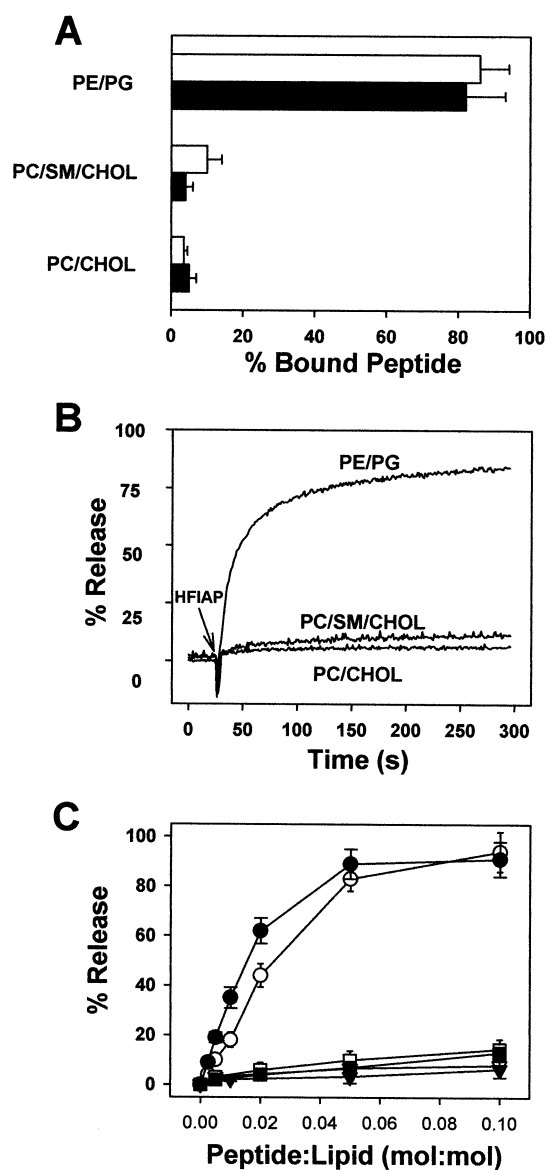 A
PE/PG
PC/SM/CHOL
PC/CHOL
0 20 40 60 80 100
% Bound Peptide
B
100
75
50
25
0
% Release
PE/PG
HFIAP
PC/SM/CHOL
PC/CHOL
0 50 100 150 200 250 300
Time (s)
C
100
80
60
40
20
0
% Release
0.00 0.02 0.04 0.06 0.08 0.10
Peptide:Lipid (mol:mol)